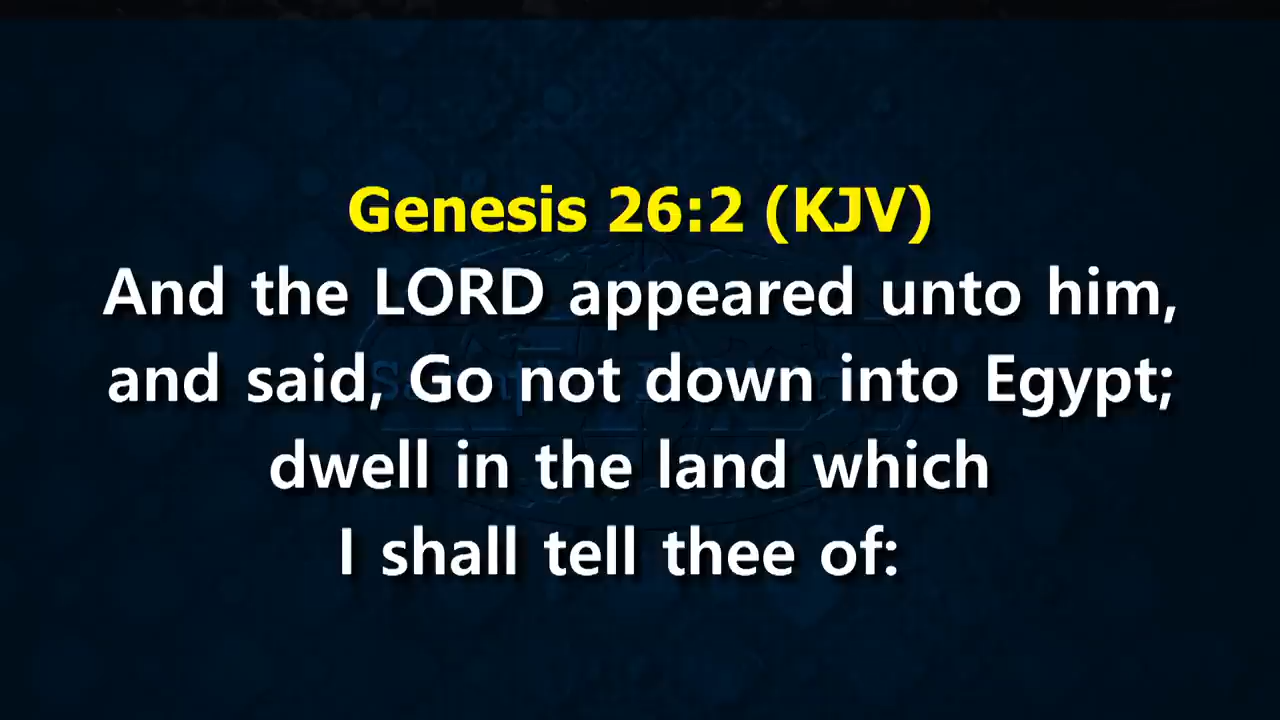 Genesis 26:2 (KJV)
And the LORD appeared unto him,
and said, Go not down into Egypt;
dwell in the land which
I shall tell thee of: